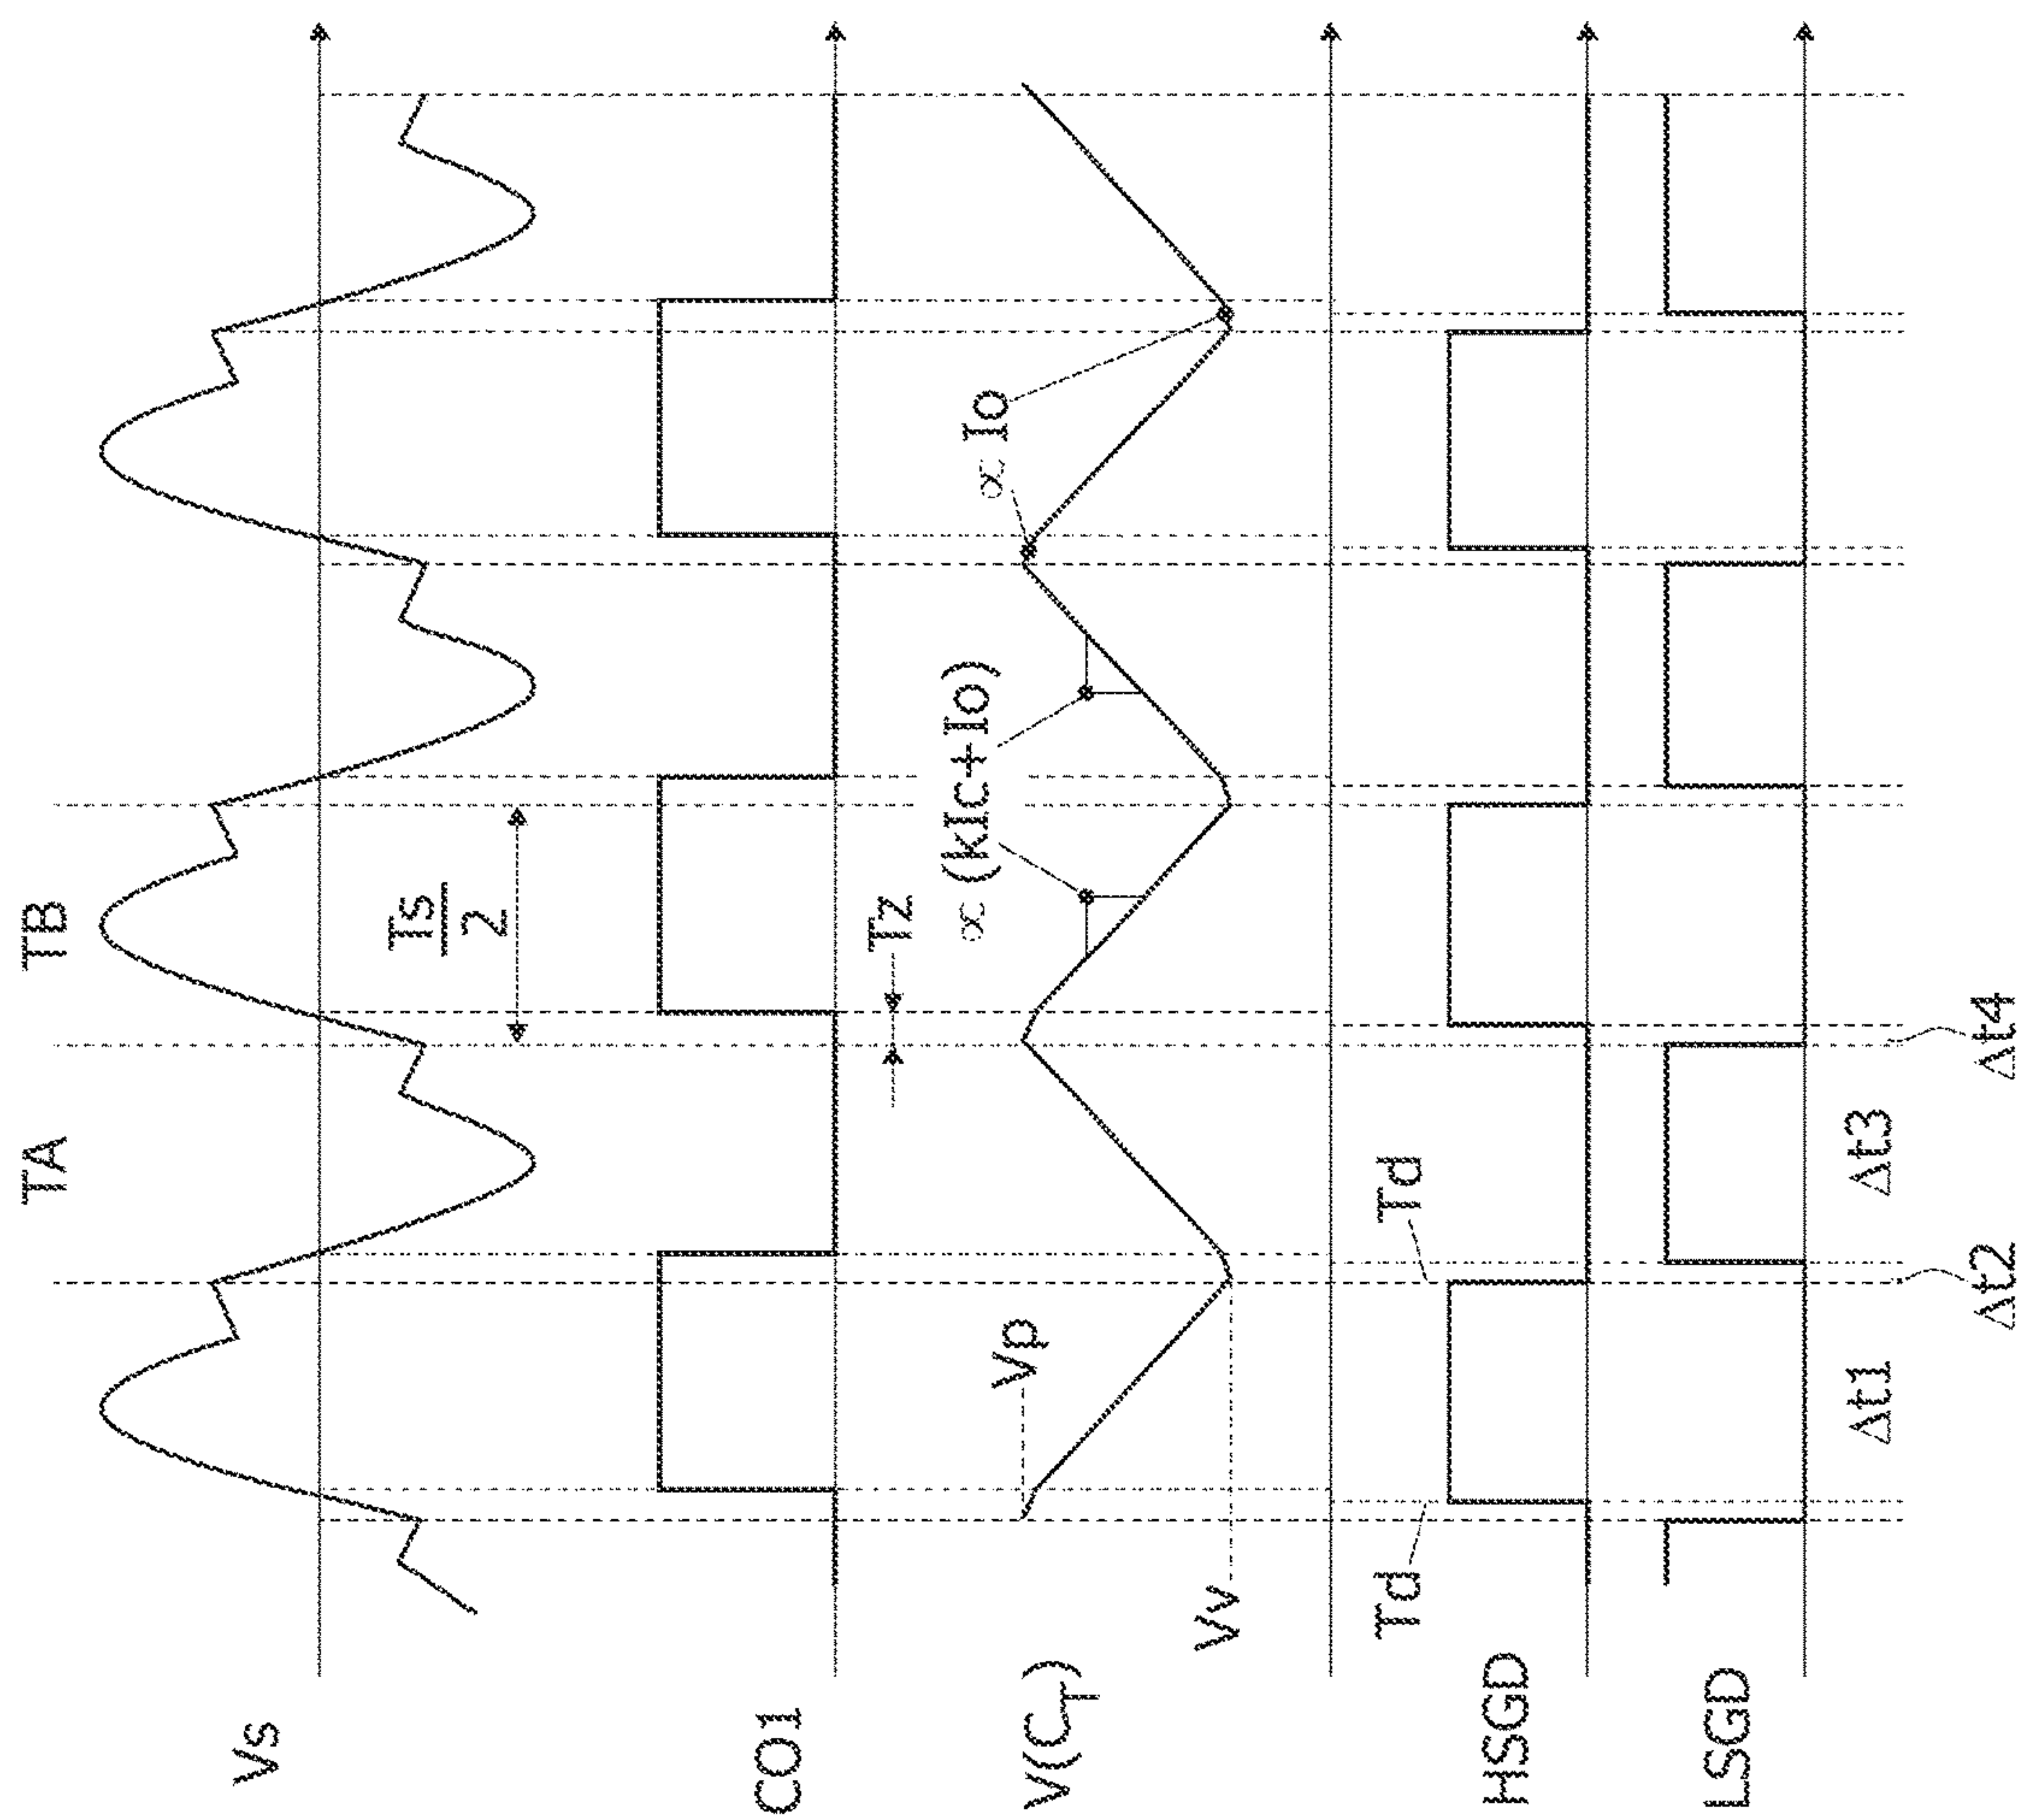 TA
TB
Vs
Ts
2
CO1
Tz
V(CT)
Vp
Vv
∝ (kIc+Io)
∝ Io
Td
Td
HSGD
LSGD
Δt1
Δt2
Δt3
Δt4